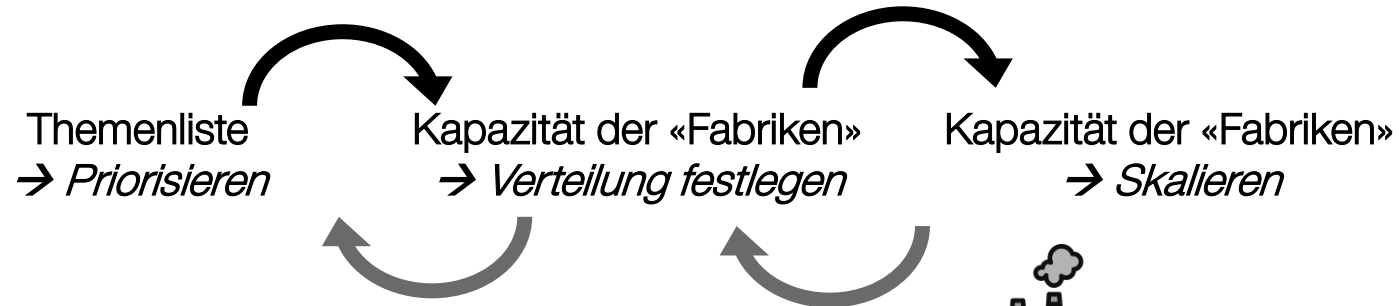 Themenliste
→ Priorisieren
Kapazität der «Fabriken»
→ Verteilung festlegen
Kapazität der «Fabriken»
→ Skalieren